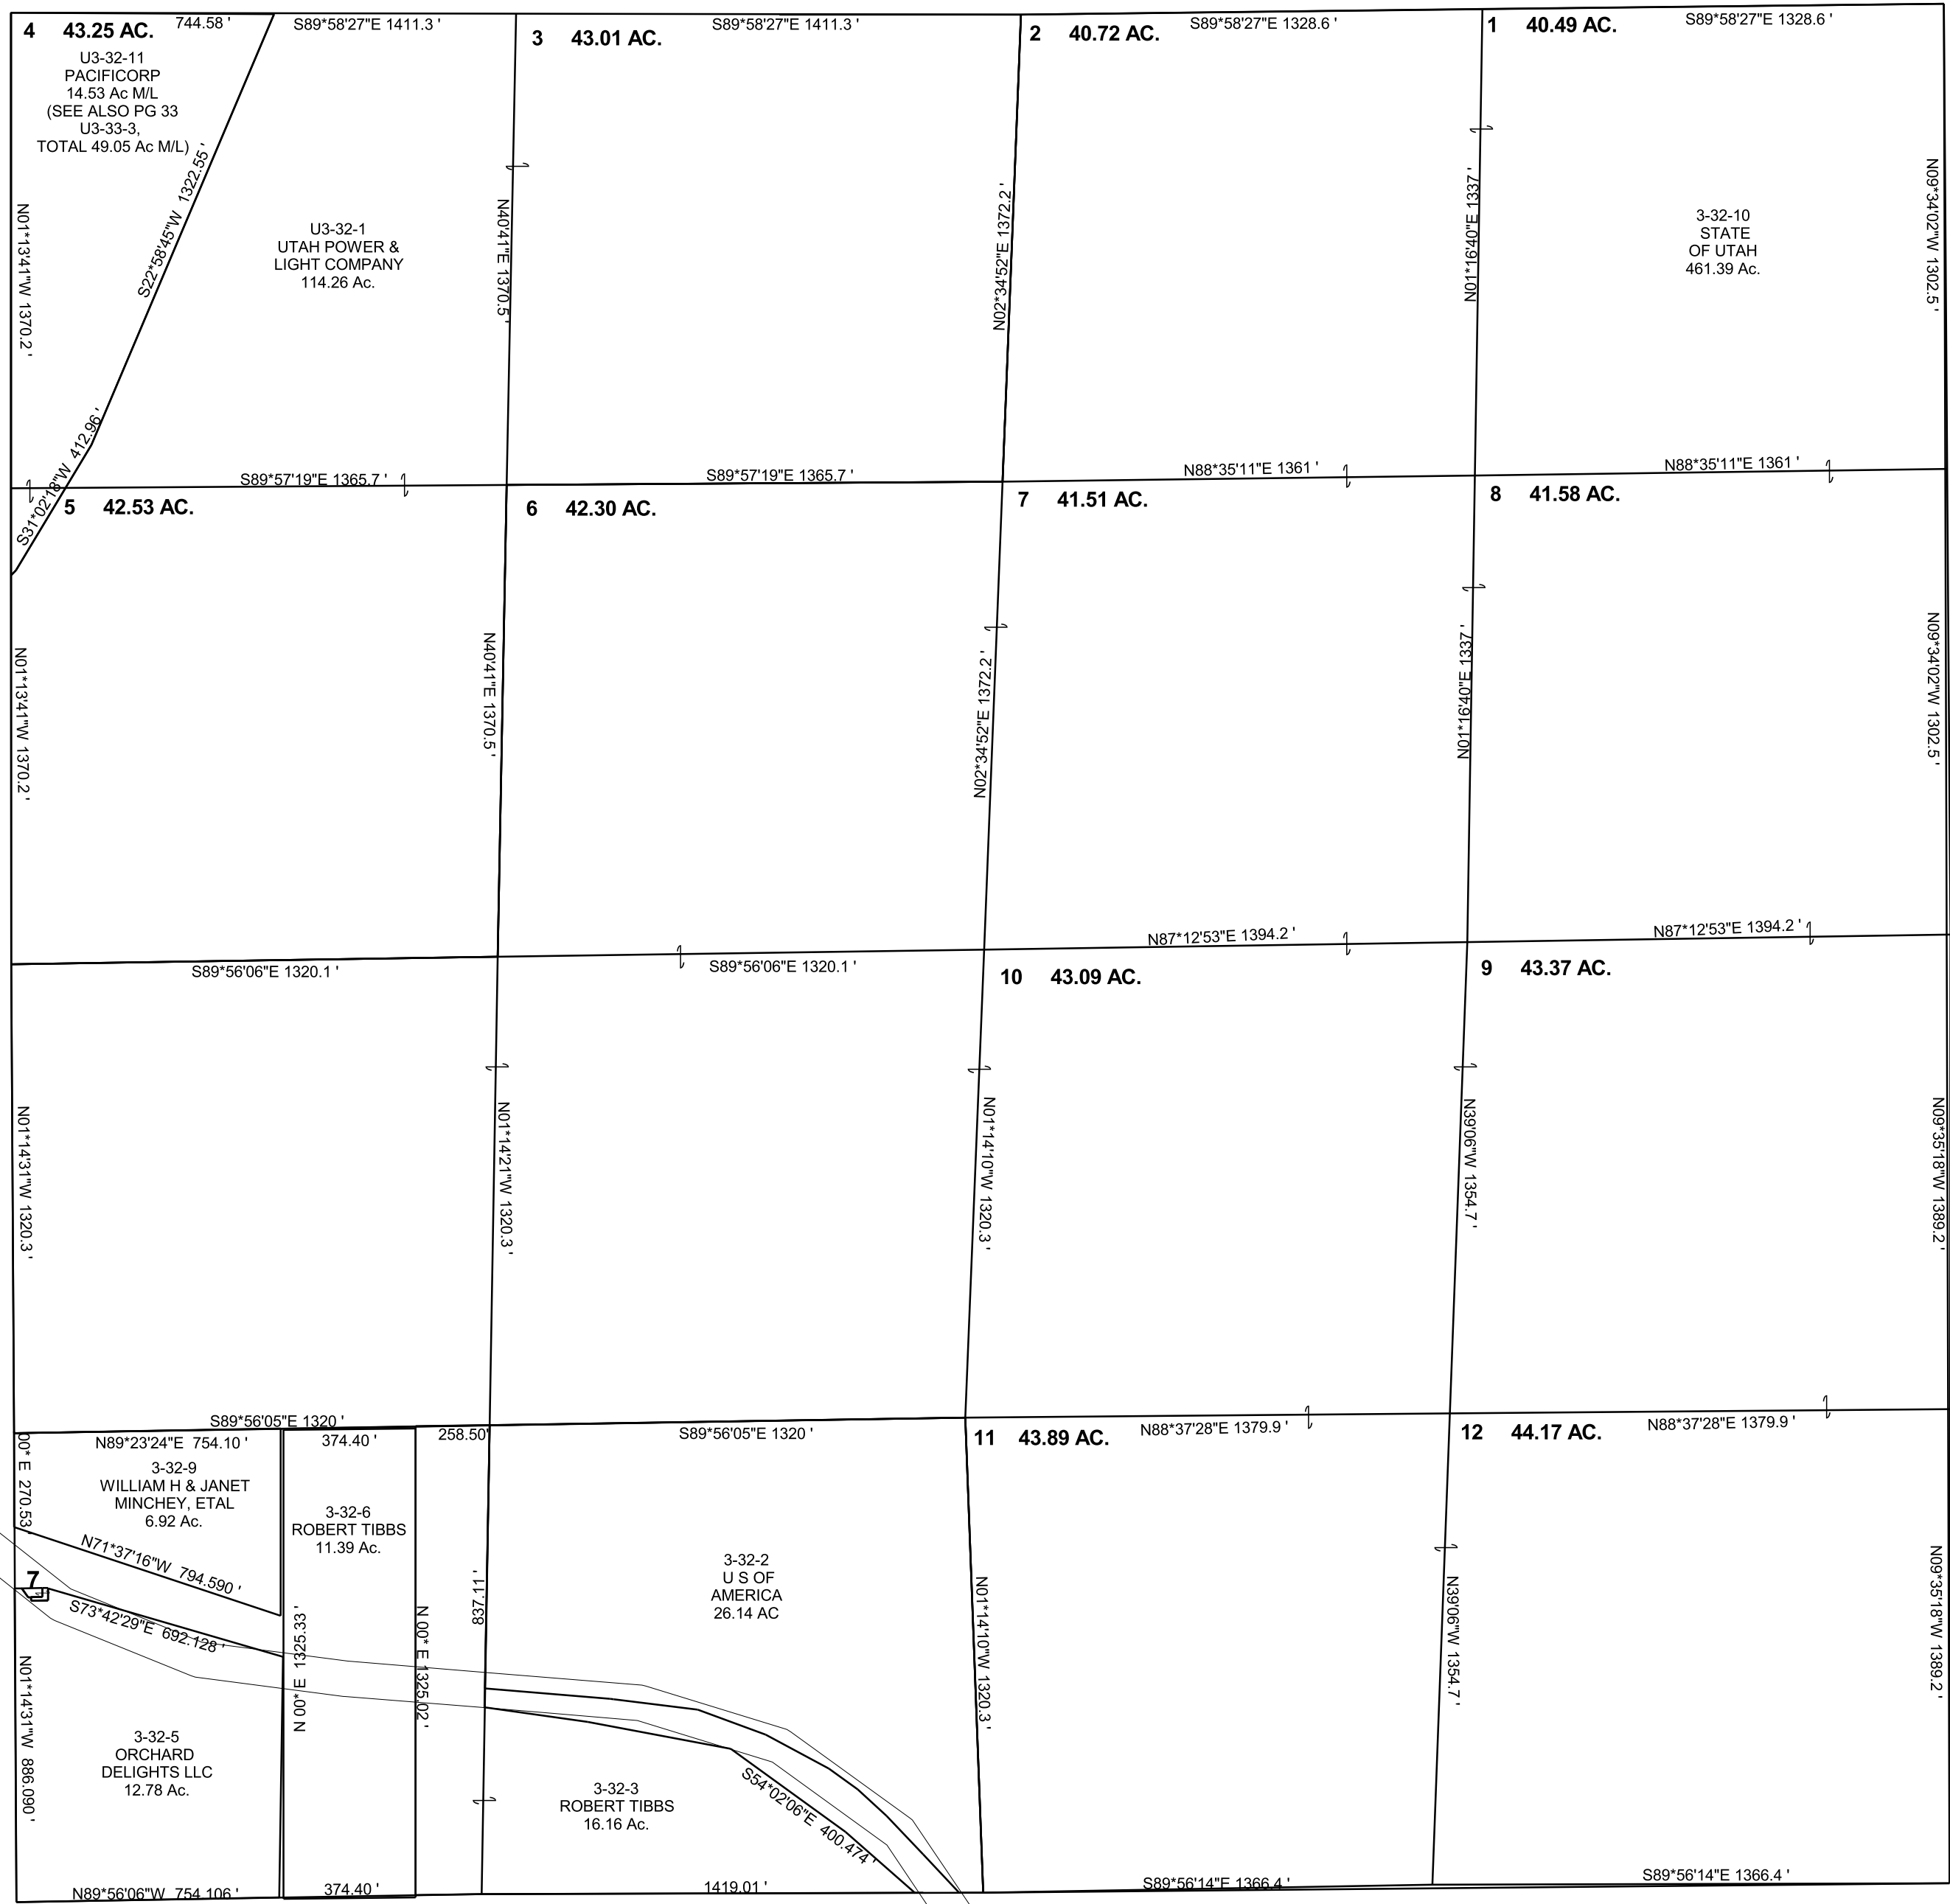 4 43.25 AC. 744.58 ' S89*58'27"E 1411.3 '
3 43.01 AC. S89*58'27"E 1411.3 '
2 40.72 AC. S89*58'27"E 1328.6 '
1 40.49 AC. S89*58'27"E 1328.6 '
U3-32-11
PACIFICORP
14.53 Ac M/L
(SEE ALSO PG 33
U3-33-3,
TOTAL 49.05 Ac M/L)
S22*58'45"W 1322.55 '
N01*13'41"W 1370.2 '
U3-32-1
UTAH POWER &
LIGHT COMPANY
114.26 Ac.
N40'41"E 1370.5 '
N02*34'52"E 1372.2 '
N01*16'40"E 1337 '
3-32-10
STATE
OF UTAH
461.39 Ac.
N09*34'02"W 1302.5 '
S31*02'18"W 412.96 '
S89*57'19"E 1365.7 '
S89*57'19"E 1365.7 '
N88*35'11"E 1361 '
N88*35'11"E 1361 '
5 42.53 AC.
6 42.30 AC.
7 41.51 AC.
8 41.58 AC.
N01*13'41"W 1370.2 '
N40'41"E 1370.5 '
N02*34'52"E 1372.2 '
N01*16'40"E 1337 '
N09*34'02"W 1302.5 '
S89*56'06"E 1320.1 '
S89*56'06"E 1320.1 '
N87*12'53"E 1394.2 '
N87*12'53"E 1394.2 '
10 43.09 AC.
9 43.37 AC.
N01*14'31"W 1320.3 '
N01*14'21"W 1320.3 '
N01*14'10"W 1320.3 '
N39'06"W 1354.7 '
N09*35'18"W 1389.2 '
S89*56'05"E 1320 '
S89*56'05"E 1320 '
N88*37'28"E 1379.9 '
N88*37'28"E 1379.9 '
11 43.89 AC.
12 44.17 AC.
N89*23'24"E 754.10 '
374.40 '
258.50'
00* E 270.53 '
3-32-9
WILLIAM H & JANET
MINCHEY, ETAL
6.92 Ac.
N71*37'16"W 794.590 '
3-32-6
ROBERT TIBBS
11.39 Ac.
7
S73*42'29"E 692.128 '
N 00* E 1325.33 '
N 00* E 1325.02 '
837.11 '
3-32-2
U S OF
AMERICA
26.14 AC
N01*14'10"W 1320.3 '
N39'06"W 1354.7 '
N09*35'18"W 1389.2 '
N01*14'31"W 886.090 '
3-32-5
ORCHARD
DELIGHTS LLC
12.78 Ac.
3-32-3
ROBERT TIBBS
16.16 Ac.
S54*02'06"E 400.474 '
N89*56'06"W 754.106 '
374.40 '
1419.01 '
S89*56'14"E 1366.4 '
S89*56'14"E 1366.4 '